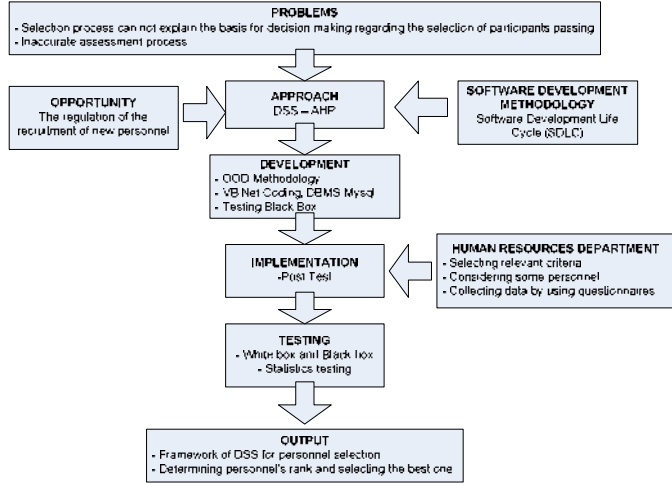 PROBLEMS
- Selection process can not explain the basis for decision making regarding the selection of participants passing
- Inaccurate assessment process
OPPORTUNITY
The regulation of the
recruitment of new personnel
APPROACH
DSS – AHP
SOFTWARE DEVELOPMENT
METHODOLOGY
Software Development Life
Cycle (SDLC)
DEVELOPMENT
- OOD Methodology
- VB Net Coding, DBMS Mysql
- Testing Black Box
IMPLEMENTATION
-Post Test
HUMAN RESOURCES DEPARTMENT
- Selecting relevant criteria
- Considering some personnel
- Collecting data by using questionnaires
TESTING
- White box and Black box
- Statistics testing
OUTPUT
- Framework of DSS for personnel selection
- Determining personnel's rank and selecting the best one